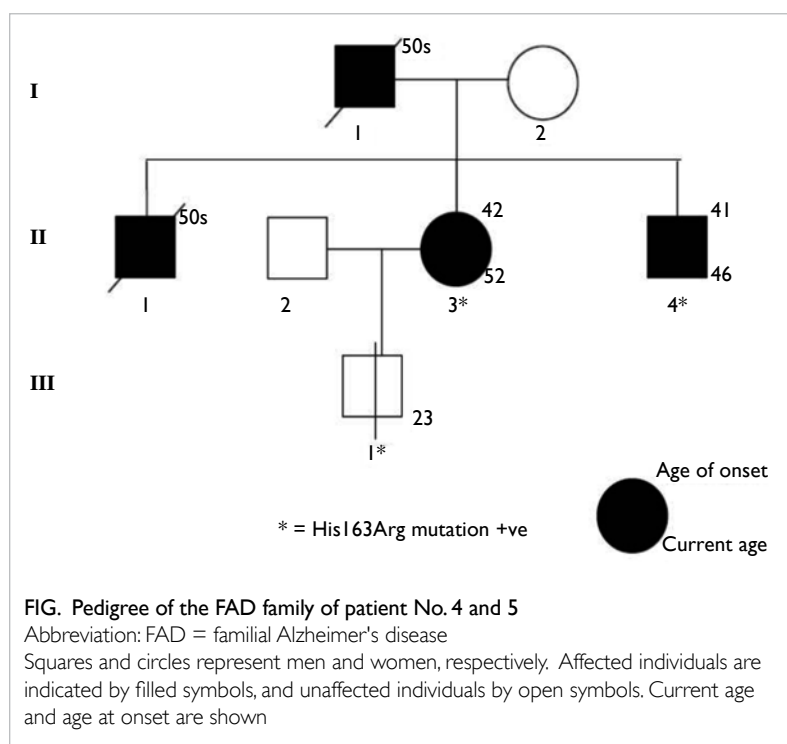 50s
I
1 2
50s 42 41
II
52 46
1 2 3* 4*
III
23
1*
Age of onset
* = His163Arg mutation +ve
Current age
FIG. Pedigree of the FAD family of patient No. 4 and 5
Abbreviation: FAD = familial Alzheimer's disease
Squares and circles represent men and women, respectively. Affected individuals are
indicated by filled symbols, and unaffected individuals by open symbols. Current age
and age at onset are shown